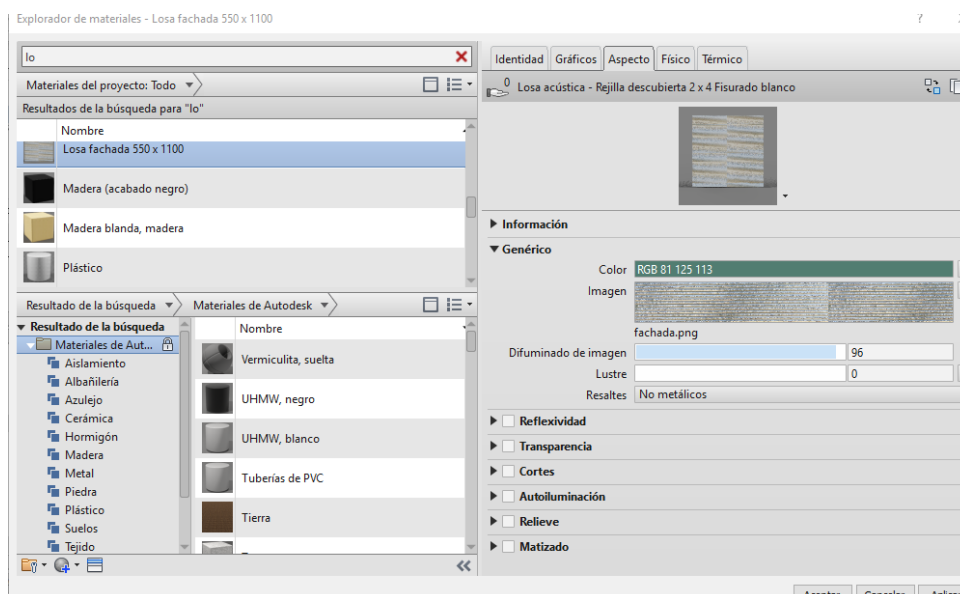 Explorador de materiales - Losa fachada 550 x 1100
?
lo
Materiales del proyecto: Todo
Resultados de la búsqueda para "lo"
Nombre
Losa fachada 550 x 1100
Madera (acabado negro)
Madera blanda, madera
Plástico
Resultado de la búsqueda
Materiales de Autodesk
Resultado de la búsqueda
Materiales de Aut...
Aislamiento
Albañilería
Azulejo
Cerámica
Hormigón
Madera
Metal
Piedra
Plástico
Suelos
Tejido
Nombre
Vermiculita, suelta
UHMW, negro
UHMW, blanco
Tuberías de PVC
Tierra
Identidad Gráficos Aspecto Físico Térmico
0
Losa acústica - Rejilla descubierta 2 x 4 Fisurado blanco
Información
Genérico
Color RGB 81 125 113
Imagen
fachada.png
Difuminado de imagen 96
Lustre 0
Resaltes No metálicos
Reflexividad
Transparencia
Cortes
Autoiluminación
Relieve
Matizado